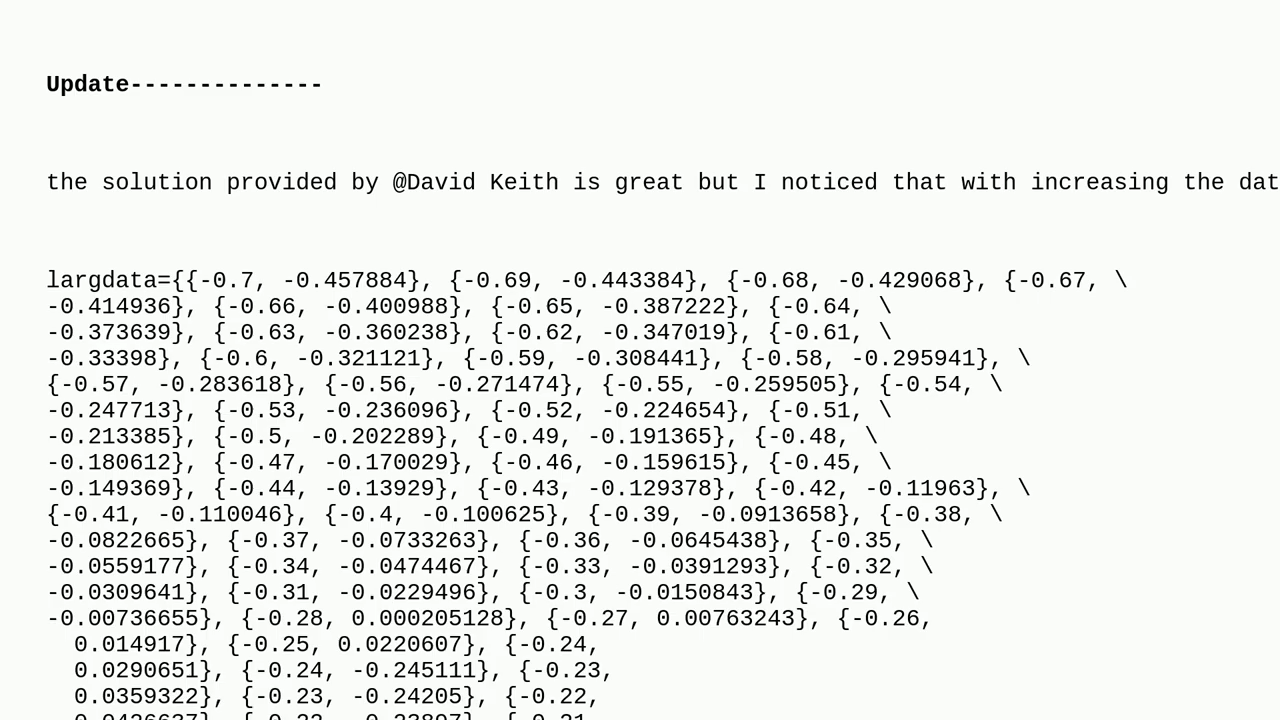 Update--------------
the solution provided by @David Keith is great but I noticed that with increasing the dat
largdata={{-0.7, -0.457884}, {-0.69, -0.443384}, {-0.68, -0.429068}, {-0.67, \
-0.414936}, {-0.66, -0.400988}, {-0.65, -0.387222}, {-0.64, \
-0.373639}, {-0.63, -0.360238}, {-0.62, -0.347019}, {-0.61, \
-0.33398}, {-0.6, -0.321121}, {-0.59, -0.308441}, {-0.58, -0.295941}, \
{-0.57, -0.283618}, {-0.56, -0.271474}, {-0.55, -0.259505}, {-0.54, \
-0.247713}, {-0.53, -0.236096}, {-0.52, -0.224654}, {-0.51, \
-0.213385}, {-0.5, -0.202289}, {-0.49, -0.191365}, {-0.48, \
-0.180612}, {-0.47, -0.170029}, {-0.46, -0.159615}, {-0.45, \
-0.149369}, {-0.44, -0.13929}, {-0.43, -0.129378}, {-0.42, -0.11963}, \
{-0.41, -0.110046}, {-0.4, -0.100625}, {-0.39, -0.0913658}, {-0.38, \
-0.0822665}, {-0.37, -0.0733263}, {-0.36, -0.0645438}, {-0.35, \
-0.0559177}, {-0.34, -0.0474467}, {-0.33, -0.0391293}, {-0.32, \
-0.0309641}, {-0.31, -0.0229496}, {-0.3, -0.0150843}, {-0.29, \
-0.00736655}, {-0.28, 0.000205128}, {-0.27, 0.00763243}, {-0.26,
0.014917}, {-0.25, 0.0220607}, {-0.24,
0.0290651}, {-0.24, -0.245111}, {-0.23,
0.0359322}, {-0.23, -0.24205}, {-0.22,